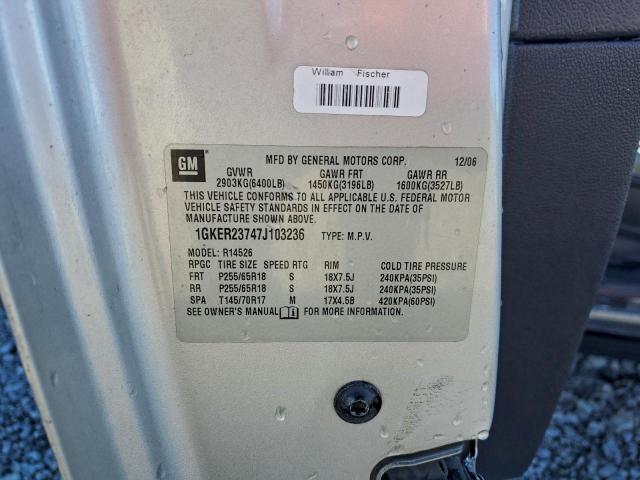 William Fischer
GM
MFD BY GENERAL MOTORS CORP. 12/06
GVWR GAWR FRT GAWR RR
2903KG(6400LB) 1450KG(3196LB) 1600KG(3527LB)
THIS VEHICLE CONFORMS TO ALL APPLICABLE U.S. FEDERAL MOTOR
VEHICLE SAFETY STANDARDS IN EFFECT ON THE DATE OF
MANUFACTURE SHOWN ABOVE.
1GKER23747J103236 TYPE: M.P.V.
MODEL: R14526
RPGC TIRE SIZE SPEED RTG RIM COLD TIRE PRESSURE
FRT P255/65R18 S 18X7.5J 240KPA(35PSI)
RR P255/65R18 S 18X7.5J 240KPA(35PSI)
SPA T145/70R17 M 17X4.5B 420KPA(60PSI)
SEE OWNER'S MANUAL FOR MORE INFORMATION.